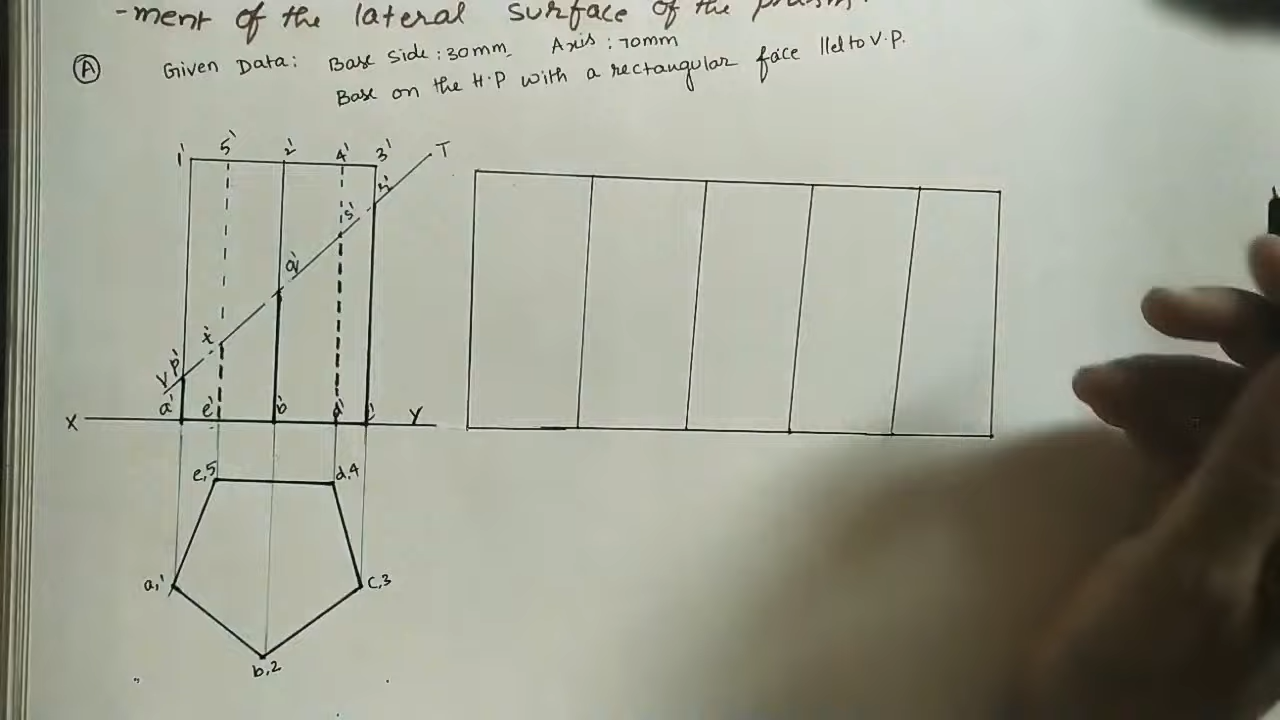 -ment of the lateral surface of the prism.
A Given Data: Base side: 30mm Axis: 70mm
Base on the H.P with a rectangular face llel to V.P.
1' 5' 2' 4' 3' T
r'
s'
q'
t'
V p'
a' e' b' d' c'
X Y
e,5 d,4
a,1 c,3
b,2